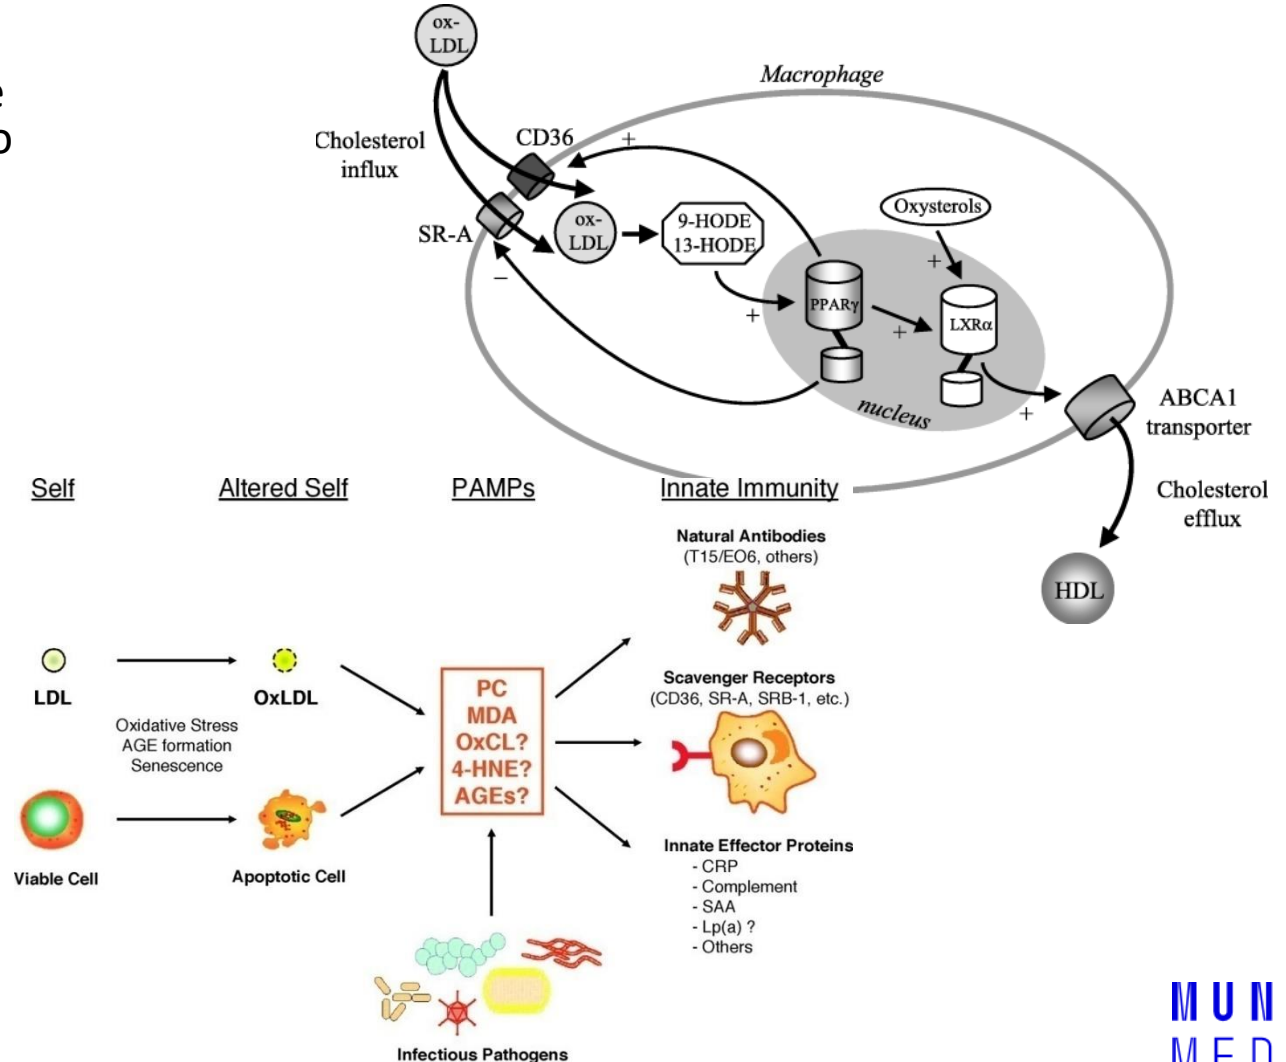 ox-
LDL
Macrophage
Cholesterol
influx
CD36
+
SR-A
ox-
LDL
9-HODE
13-HODE
Oxysterols
+
−
+
PPARγ
+
LXRα
+
nucleus
ABCA1
transporter
Cholesterol
efflux
HDL
Self
Altered Self
PAMPs
Innate Immunity
Natural Antibodies
(T15/EO6, others)
LDL
OxLDL
Oxidative Stress
AGE formation
Senescence
PC
MDA
OxCL?
4-HNE?
AGEs?
Scavenger Receptors
(CD36, SR-A, SRB-1, etc.)
Viable Cell
Apoptotic Cell
Innate Effector Proteins
- CRP
- Complement
- SAA
- Lp(a) ?
- Others
Infectious Pathogens
MUN
MED